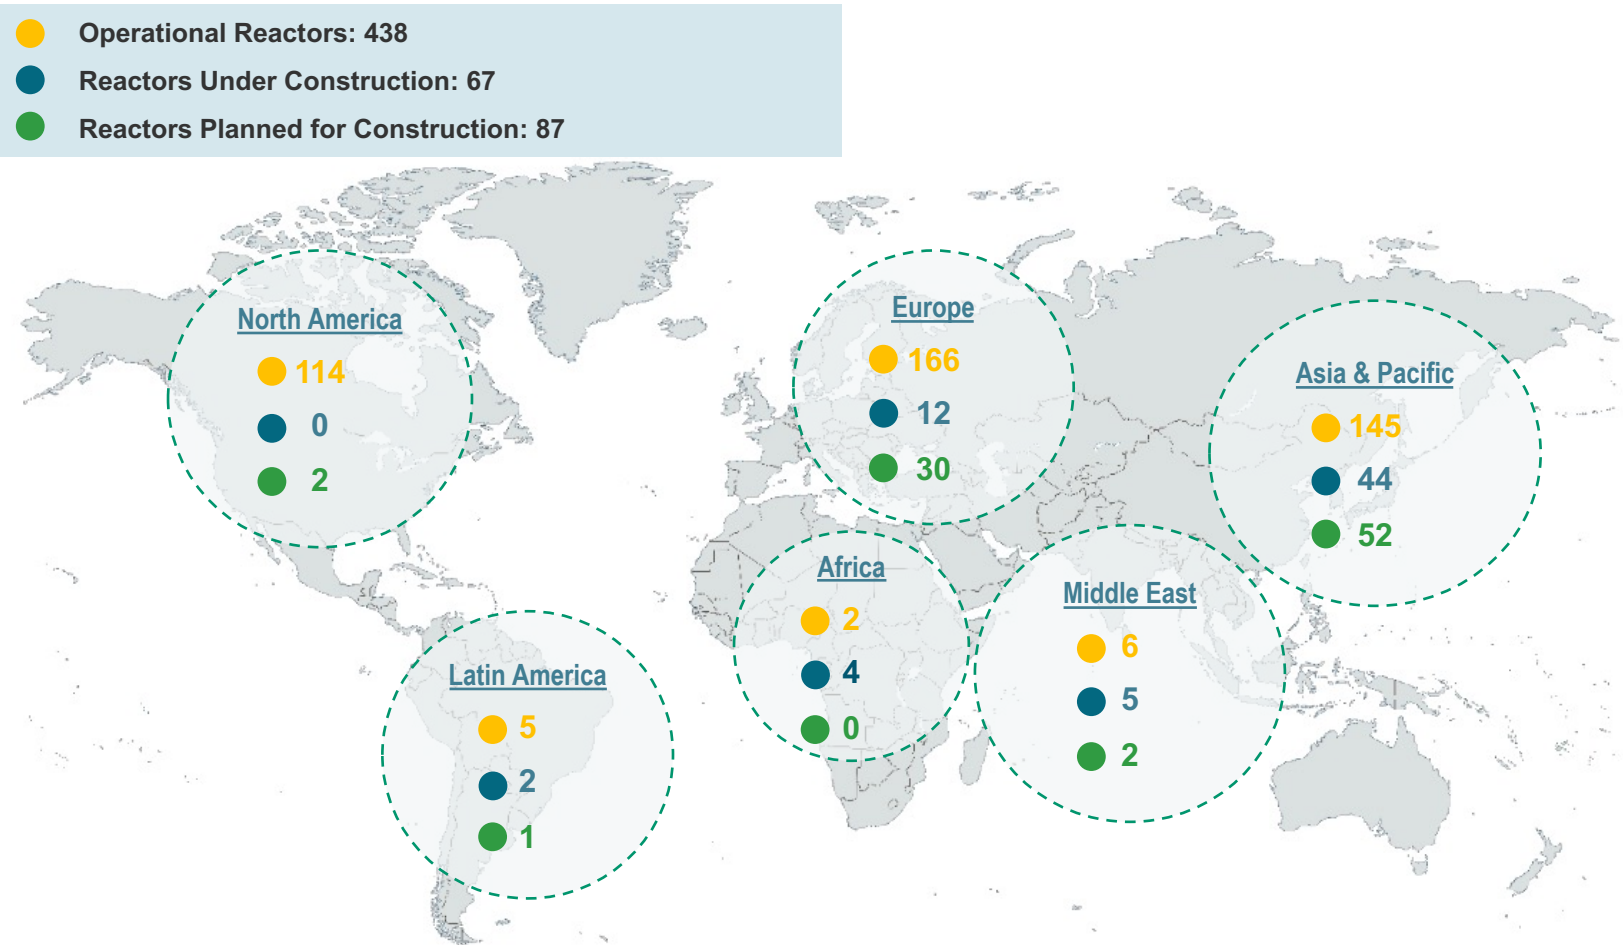 Operational Reactors: 438
Reactors Under Construction: 67
Reactors Planned for Construction: 87
North America
114
0
2
Europe
166
12
30
Asia & Pacific
145
44
52
Africa
2
4
0
Middle East
6
5
2
Latin America
5
2
1